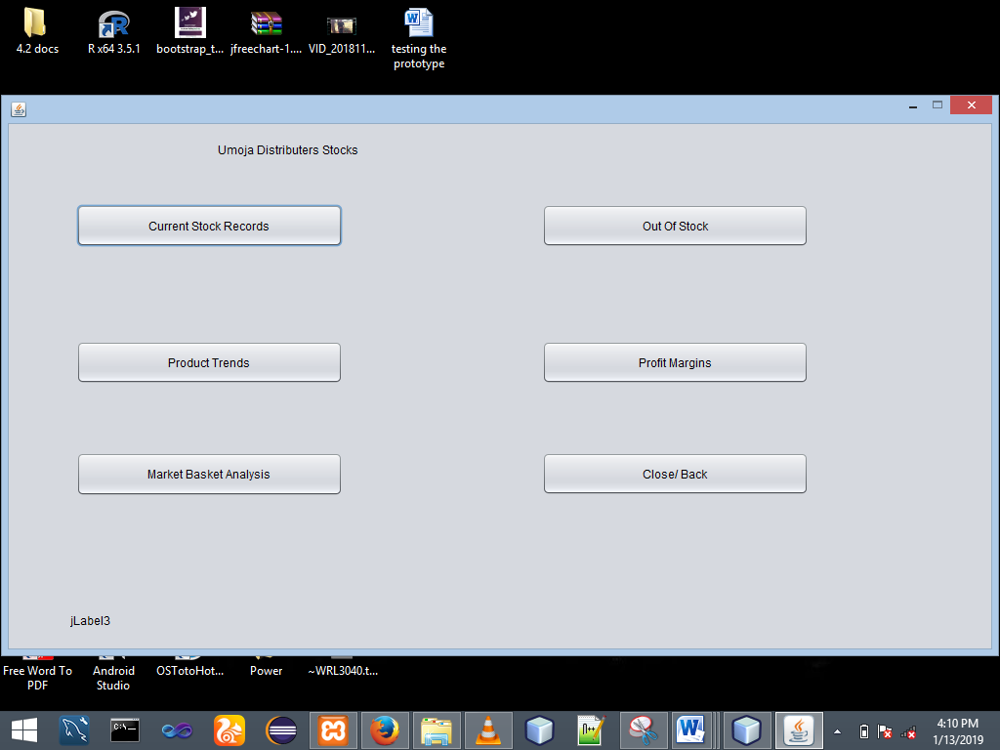 4.2 docs
R x64 3.5.1
bootstrap_t...
jfreechart-1....
VID_201811...
testing the
prototype
Umoja Distributers Stocks
Current Stock Records
Out Of Stock
Product Trends
Profit Margins
Market Basket Analysis
Close/ Back
jLabel3
Free Word To
PDF
Android
Studio
OSTotoHot...
Power
~WRL3040.t...
4:10 PM
1/13/2019